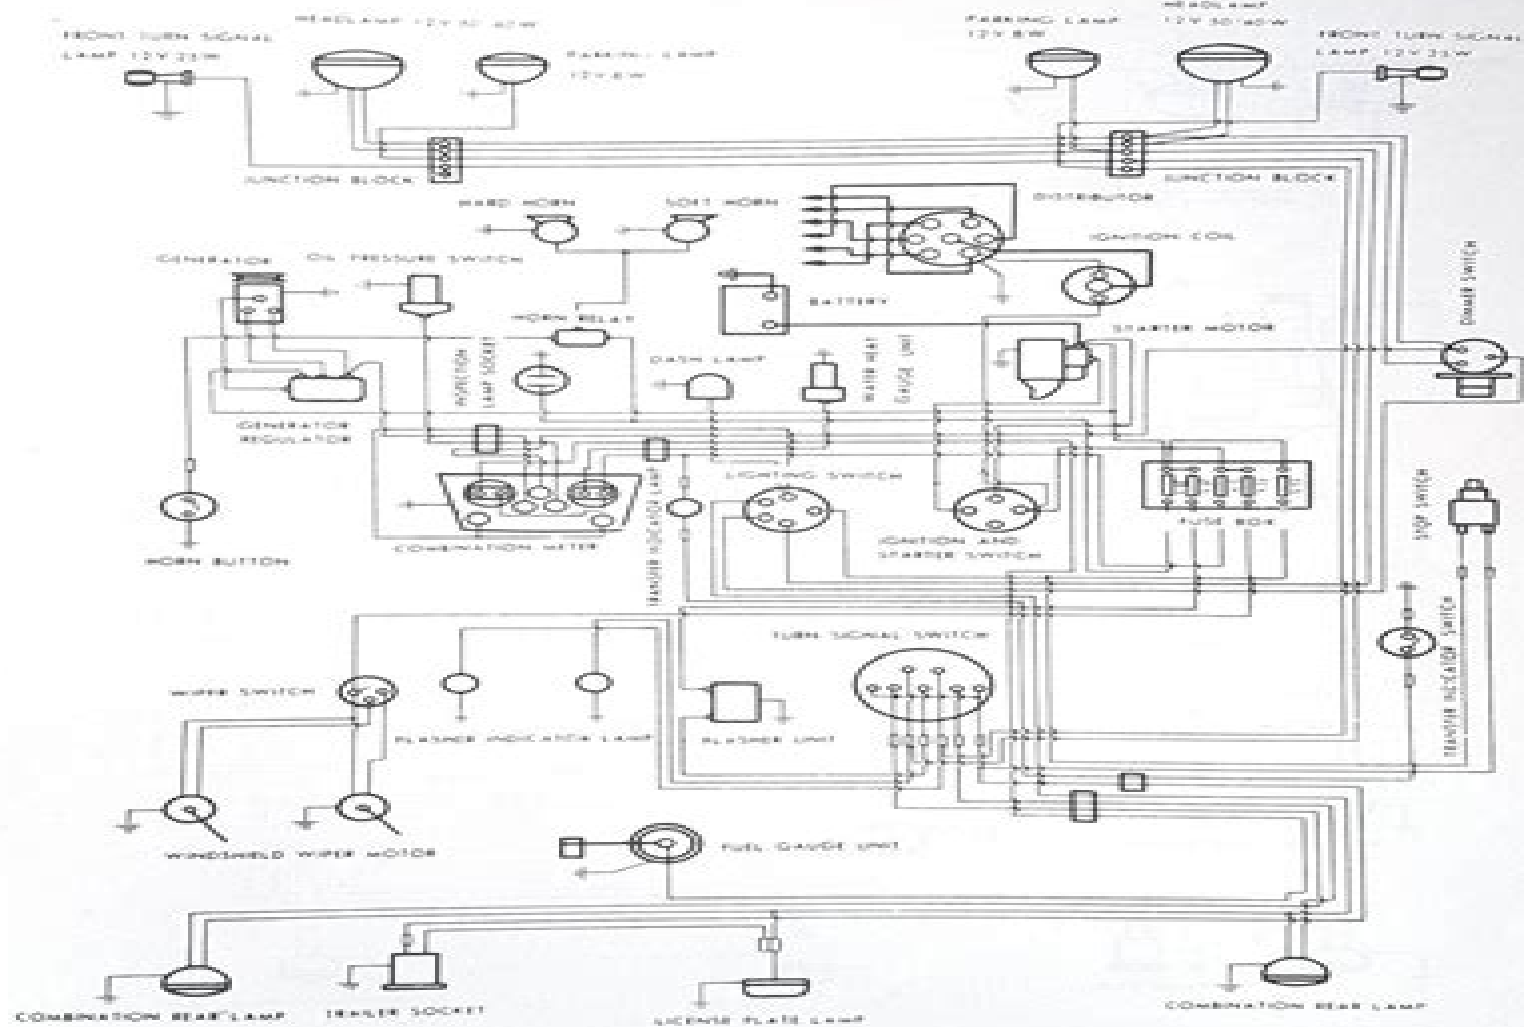 HEADLAMP 12V 50/40W
FRONT TURN SIGNAL
LAMP 12V 25W
PARKING LAMP
12V 8W
PARKING LAMP
12V 8W
HEADLAMP
12V 50/40W
FRONT TURN SIGNAL
LAMP 12V 25W
JUNCTION BLOCK
JUNCTION BLOCK
HARD HORN
SOFT HORN
DISTRIBUTOR
IGNITION COIL
GENERATOR
OIL PRESSURE SWITCH
BATTERY
DIMMER SWITCH
HORN RELAY
STARTER MOTOR
INSPECTION
LAMP SOCKET
DASH LAMP
WATER HEAT
GAUGE UNIT
GENERATOR
REGULATOR
LIGHTING SWITCH
COMBINATION METER
TRANSFER INDICATOR LAMP
IGNITION AND
STARTER SWITCH
FUSE BOX
STOP SWITCH
HORN BUTTON
TURN SIGNAL SWITCH
TRANSFER INDICATOR SWITCH
WIPER SWITCH
FLASHER INDICATOR LAMP
FLASHER UNIT
WINDSHIELD WIPER MOTOR
FUEL GAUGE UNIT
COMBINATION REAR LAMP
TRAILER SOCKET
LICENSE PLATE LAMP
COMBINATION REAR LAMP